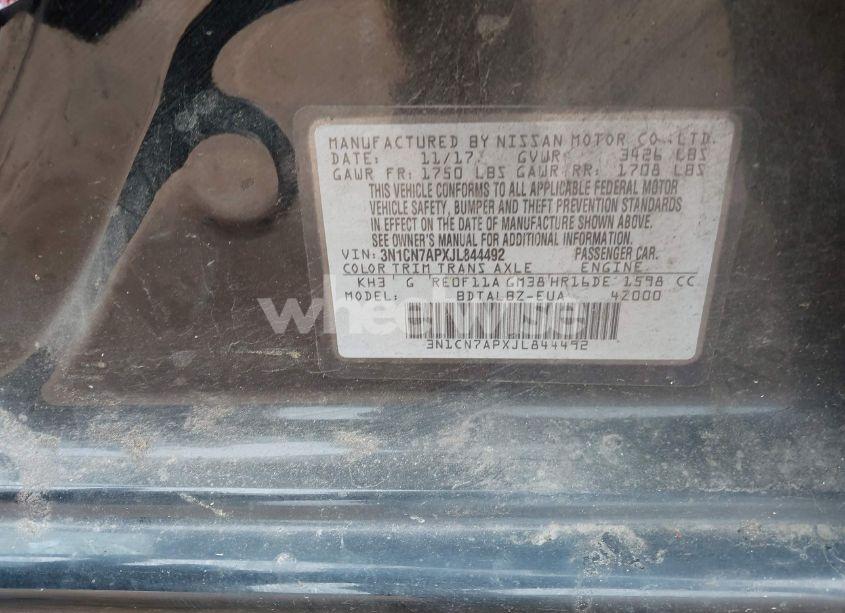 MANUFACTURED BY NISSAN MOTOR CO.,LTD.
DATE: 11/17 GVWR 3426 LBS
GAWR FR: 1750 LBS GAWR RR: 1708 LBS
THIS VEHICLE CONFORMS TO ALL APPLICABLE FEDERAL MOTOR
VEHICLE SAFETY, BUMPER AND THEFT PREVENTION STANDARDS
IN EFFECT ON THE DATE OF MANUFACTURE SHOWN ABOVE.
SEE OWNER'S MANUAL FOR ADDITIONAL INFORMATION.
VIN: 3N1CN7APXJL844492 PASSENGER CAR.
COLOR TRIM TRANS AXLE ENGINE
KH3 G RE0F11A GM38 HR16DE 1598 CC
MODEL: BDTALBZ-EUA 42000
wheelwise
3N1CN7APXJL844492